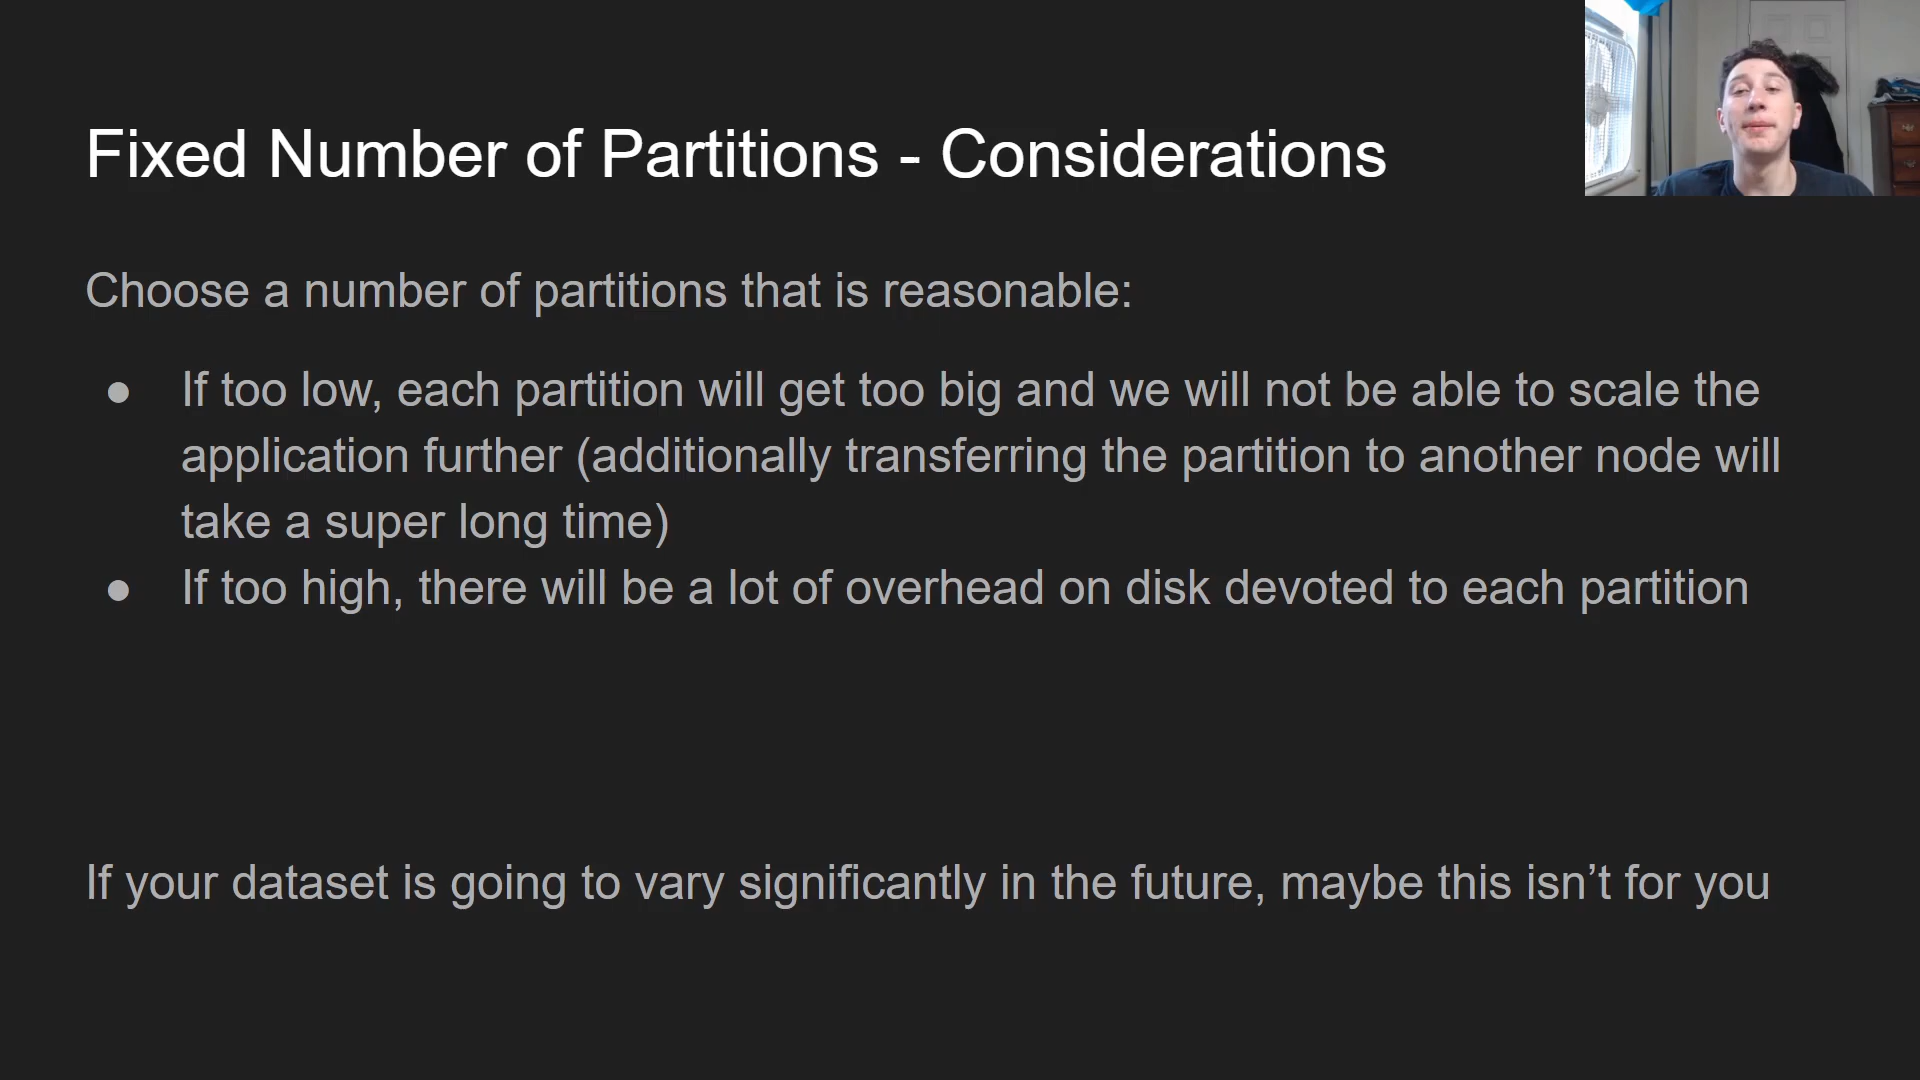 Fixed Number of Partitions - Considerations
Choose a number of partitions that is reasonable:
● If too low, each partition will get too big and we will not be able to scale the
application further (additionally transferring the partition to another node will
take a super long time)
● If too high, there will be a lot of overhead on disk devoted to each partition
If your dataset is going to vary significantly in the future, maybe this isn’t for you